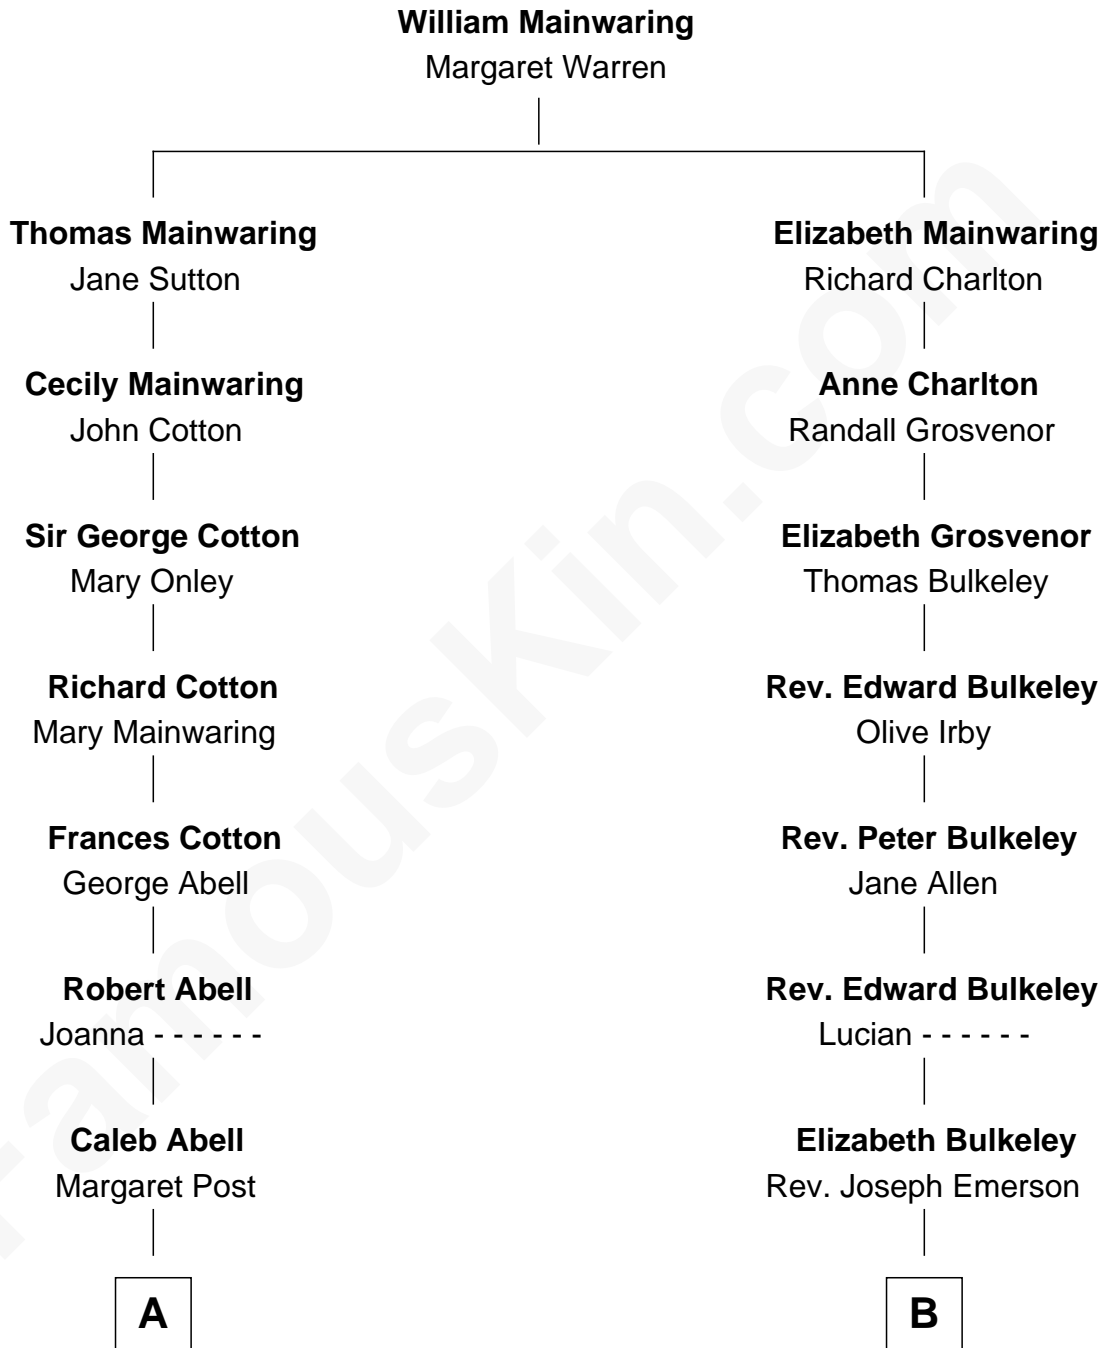 William Mainwaring
Margaret Warren
Thomas Mainwaring
Jane Sutton
Elizabeth Mainwaring
Richard Charlton
Cecily Mainwaring
John Cotton
Anne Charlton
Randall Grosvenor
Sir George Cotton
Mary Onley
Elizabeth Grosvenor
Thomas Bulkeley
Richard Cotton
Mary Mainwaring
Rev. Edward Bulkeley
Olive Irby
Frances Cotton
George Abell
Rev. Peter Bulkeley
Jane Allen
Robert Abell
Joanna - - - - - -
Rev. Edward Bulkeley
Lucian - - - - - -
Caleb Abell
Margaret Post
Elizabeth Bulkeley
Rev. Joseph Emerson
A
B
FamousKin.com